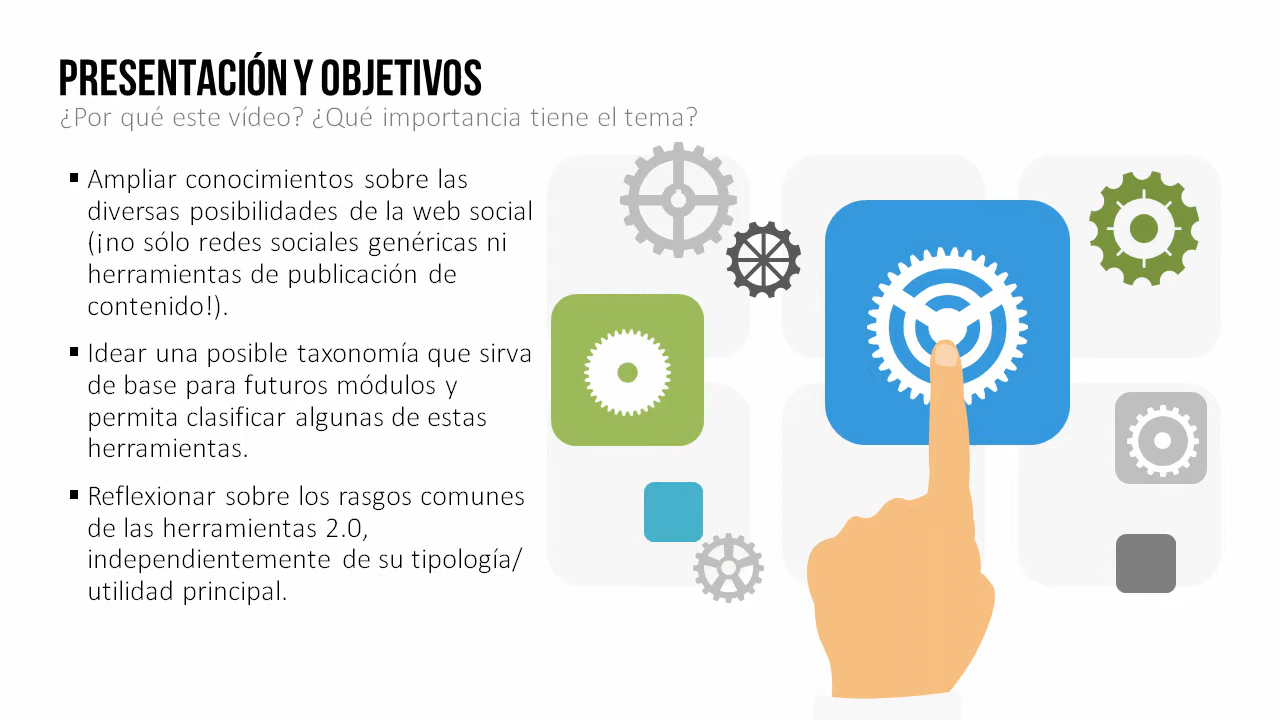 PRESENTACIÓN Y OBJETIVOS
¿Por qué este vídeo? ¿Qué importancia tiene el tema?
▪ Ampliar conocimientos sobre las
diversas posibilidades de la web social
(¡no sólo redes sociales genéricas ni
herramientas de publicación de
contenido!).
▪ Idear una posible taxonomía que sirva
de base para futuros módulos y
permita clasificar algunas de estas
herramientas.
▪ Reflexionar sobre los rasgos comunes
de las herramientas 2.0,
independientemente de su tipología/
utilidad principal.